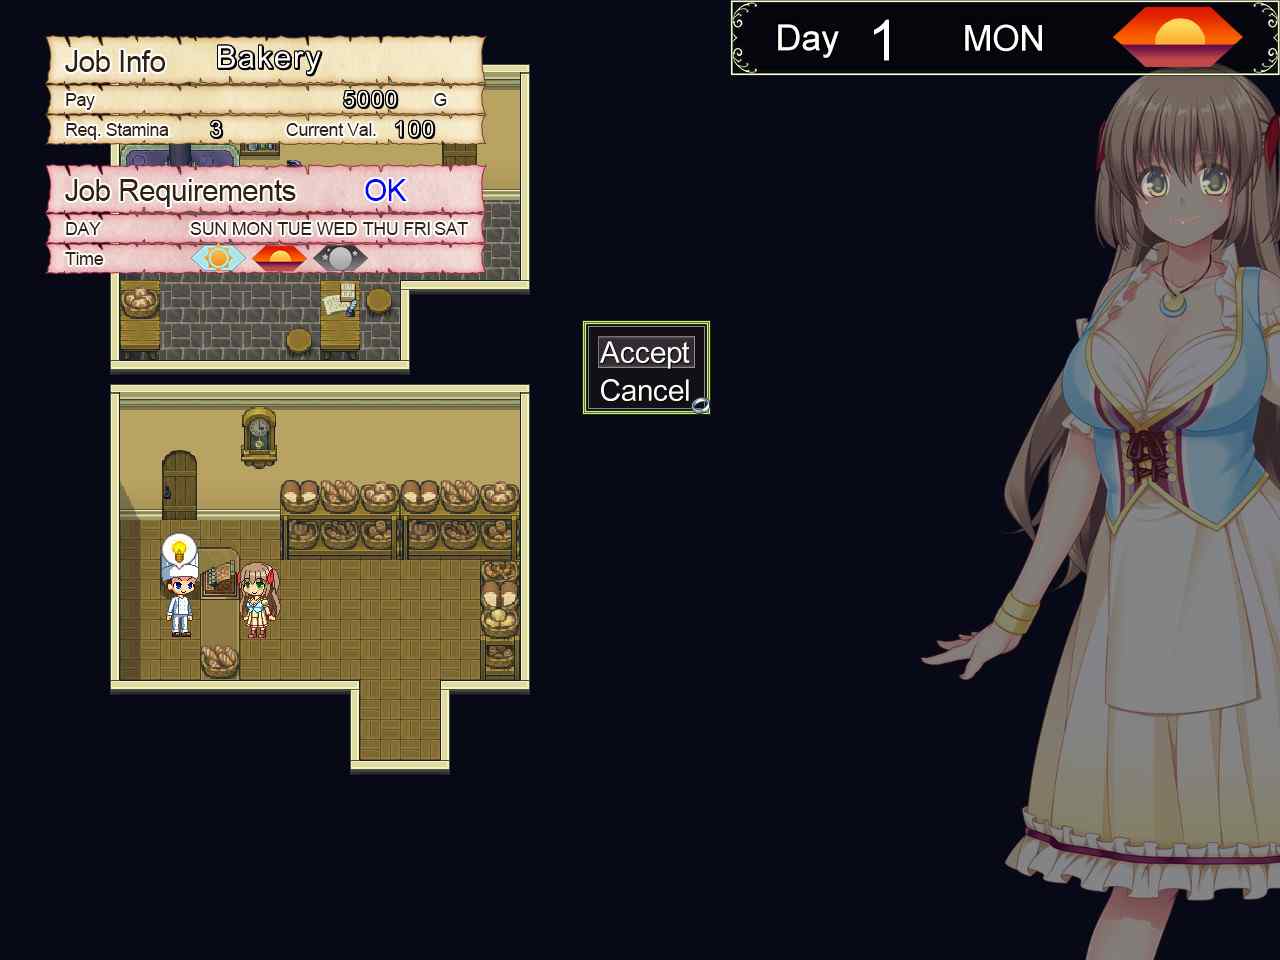 Job Info Bakery
Pay 5000 G
Req. Stamina 3 Current Val. 100
Job Requirements OK
DAY SUN MON TUE WED THU FRI SAT
Time
Day 1 MON
Accept
Cancel